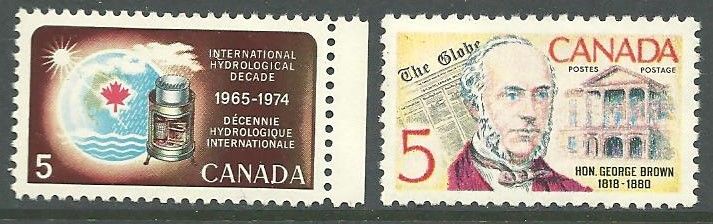 INTERNATIONAL
HYDROLOGICAL
DECADE
1965-1974
DÉCENNIE
HYDROLOGIQUE
INTERNATIONALE
5
CANADA
The Globe
CANADA
POSTES POSTAGE
5
HON. GEORGE BROWN
1818-1880